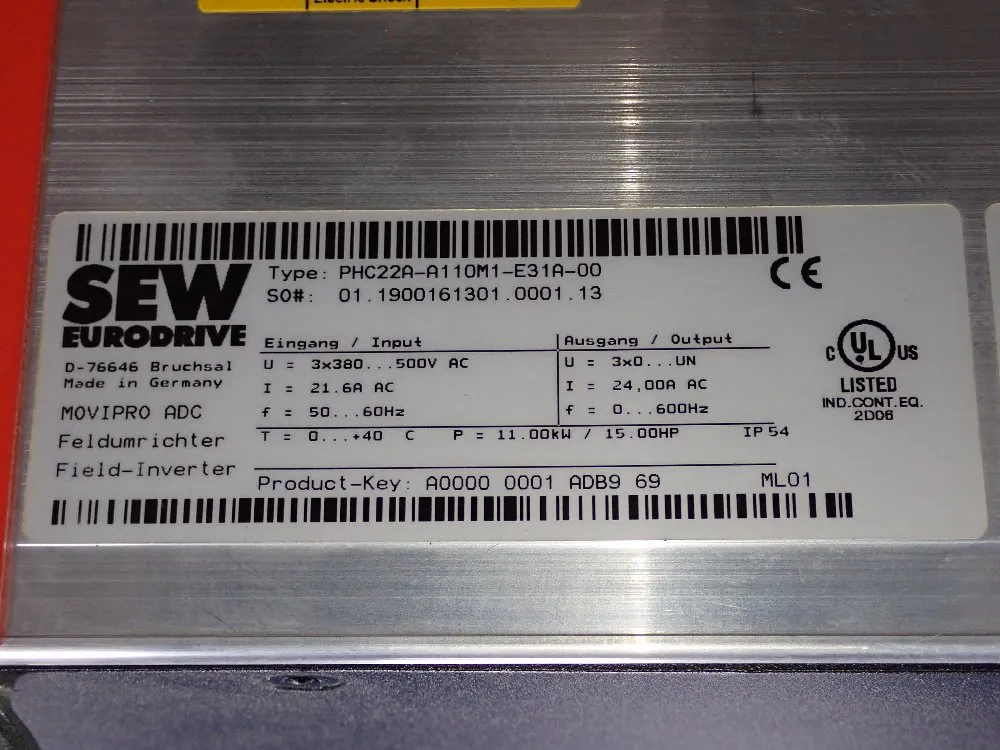 Electric Shock
Type: PHC22A-A110M1-E31A-00
SO#: 01.1900161301.0001.13
CE
SEW
EURODRIVE
D-76646 Bruchsal
Made in Germany
MOVIPRO ADC
Feldumrichter
Field-Inverter
Eingang / Input
U = 3x380...500V AC
I = 21.6A AC
f = 50...60Hz
Ausgang / Output
U = 3x0...UN
I = 24,00A AC
f = 0...600Hz
T = 0...+40 C P = 11.00kW / 15.00HP IP54
Product-Key: A0000 0001 ADB9 69 ML01
C UL US
LISTED
IND.CONT.EQ.
2D06